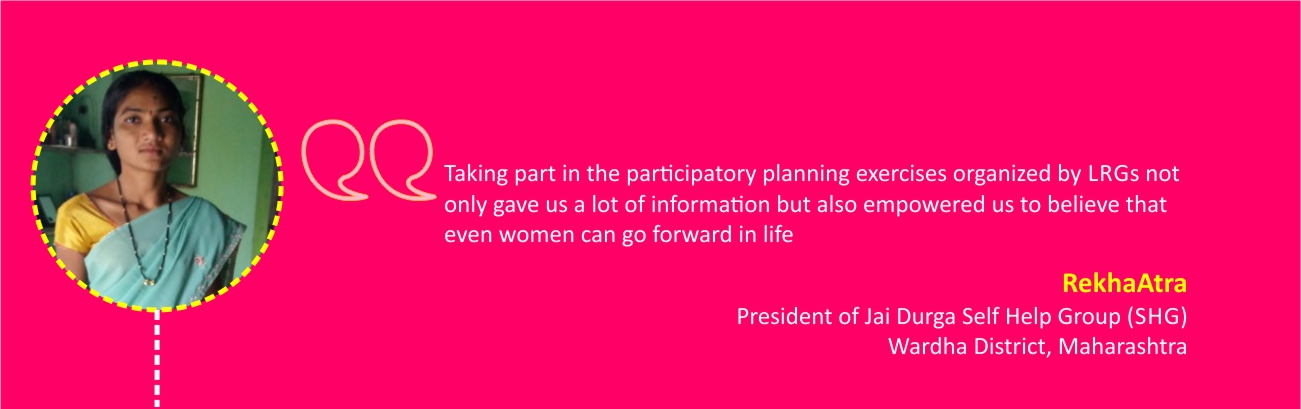 Taking part in the participatory planning exercises organized by LRGs not
only gave us a lot of information but also empowered us to believe that
even women can go forward in life
RekhaAtra
President of Jai Durga Self Help Group (SHG)
Wardha District, Maharashtra